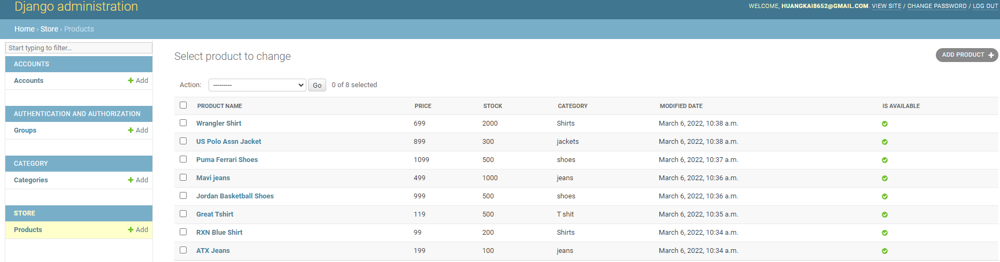 Django administration
WELCOME, HUANGKAI8652@GMAIL.COM. VIEW SITE / CHANGE PASSWORD / LOG OUT
Home › Store › Products
Start typing to filter...
ACCOUNTS
Accounts + Add
AUTHENTICATION AND AUTHORIZATION
Groups + Add
CATEGORY
Categories + Add
STORE
Products + Add
Select product to change
ADD PRODUCT +
Action: --------- Go 0 of 8 selected
PRODUCT NAME PRICE STOCK CATEGORY MODIFIED DATE IS AVAILABLE
Wrangler Shirt 699 2000 Shirts March 6, 2022, 10:38 a.m.
US Polo Assn Jacket 899 300 jackets March 6, 2022, 10:38 a.m.
Puma Ferrari Shoes 1099 500 shoes March 6, 2022, 10:37 a.m.
Mavi jeans 499 1000 jeans March 6, 2022, 10:36 a.m.
Jordan Basketball Shoes 999 500 shoes March 6, 2022, 10:36 a.m.
Great Tshirt 119 500 T shit March 6, 2022, 10:35 a.m.
RXN Blue Shirt 99 200 Shirts March 6, 2022, 10:34 a.m.
ATX Jeans 199 100 jeans March 6, 2022, 10:34 a.m.